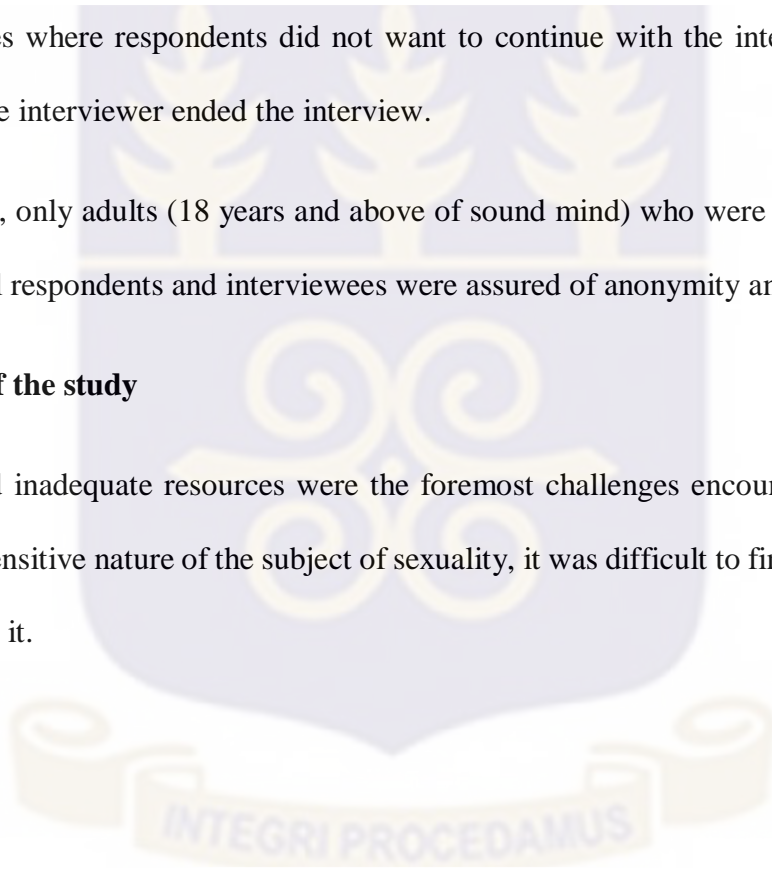 es where respondents did not want to continue with the inte
e interviewer ended the interview.
, only adults (18 years and above of sound mind) who were
l respondents and interviewees were assured of anonymity an
f the study
l inadequate resources were the foremost challenges encour
ensitive nature of the subject of sexuality, it was difficult to fin
it.
INTEGRI PROCEDAMUS